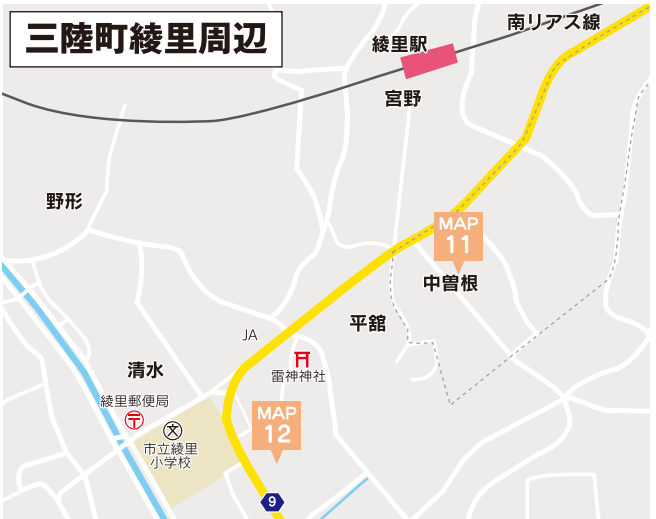 三陸町綾里周辺
南リアス線
綾里駅
宮野
野形
MAP
11
中曽根
平舘
JA
清水
雷神神社
綾里郵便局
市立綾里
小学校
MAP
12
9